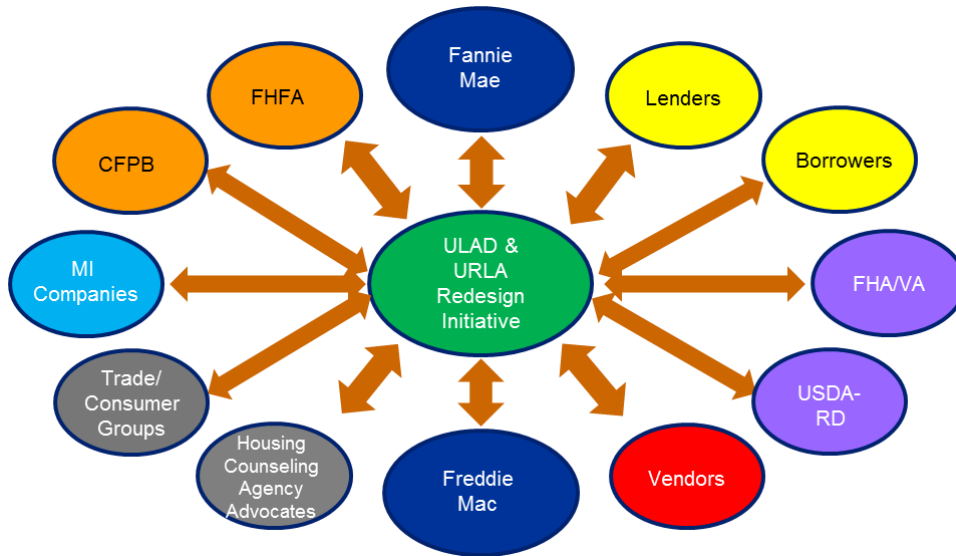 Fannie
Mae
FHFA
Lenders
CFPB
Borrowers
ULAD &
URLA
Redesign
Initiative
MI
Companies
FHA/VA
Trade/
Consumer
Groups
USDA-
RD
Housing
Counseling
Agency
Advocates
Freddie
Mac
Vendors